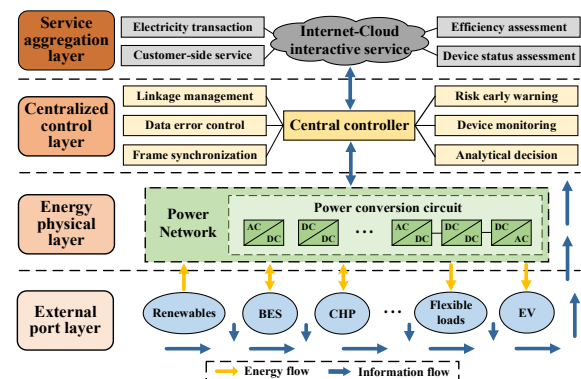 Service
aggregation
layer
Electricity transaction
Customer-side service
Internet-Cloud
interactive service
Efficiency assessment
Device status assessment
Centralized
control
layer
Linkage management
Data error control
Frame synchronization
Central controller
Risk early warning
Device monitoring
Analytical decision
Energy
physical
layer
Power
Network
Power conversion circuit
AC
DC
DC
DC
...
AC
DC
DC
DC
DC
AC
External
port layer
Renewables
BES
CHP
...
Flexible
loads
EV
Energy flow
Information flow